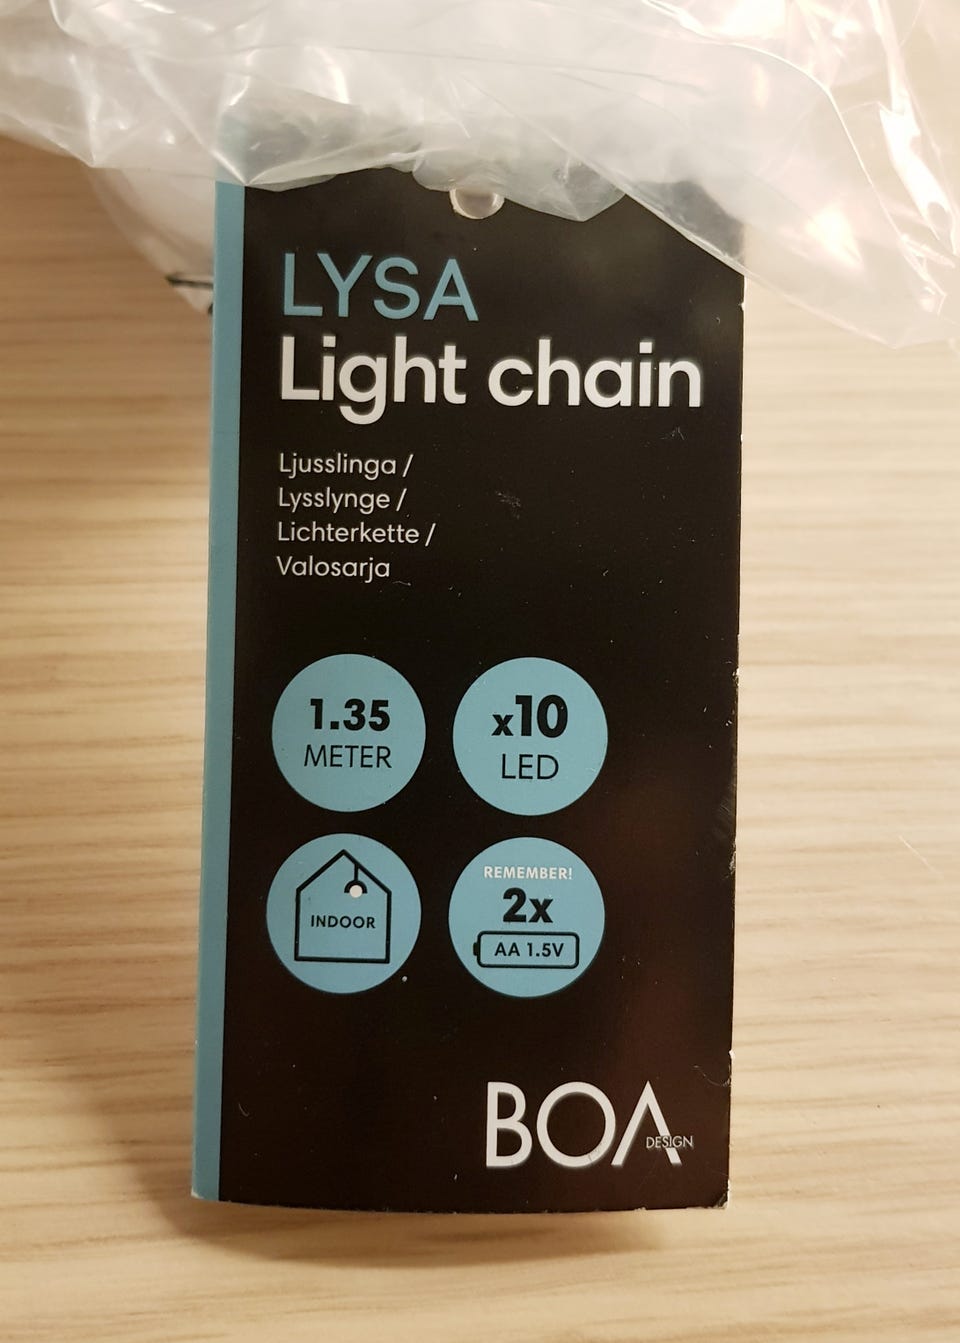 LYSA
Light chain
Ljusslinga /
Lysslynge /
Lichterkette /
Valosarja
1.35
METER
x10
LED
INDOOR
REMEMBER!
2x
AA 1.5V
BOA
DESIGN